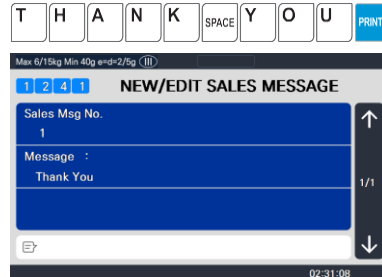 T H A N K SPACE Y O U PRINT
Max 6/15kg Min 40g e=d=2/5g (III)
1 2 4 1 NEW/EDIT SALES MESSAGE
Sales Msg No.
1
Message :
Thank You
1/1
02:31:08